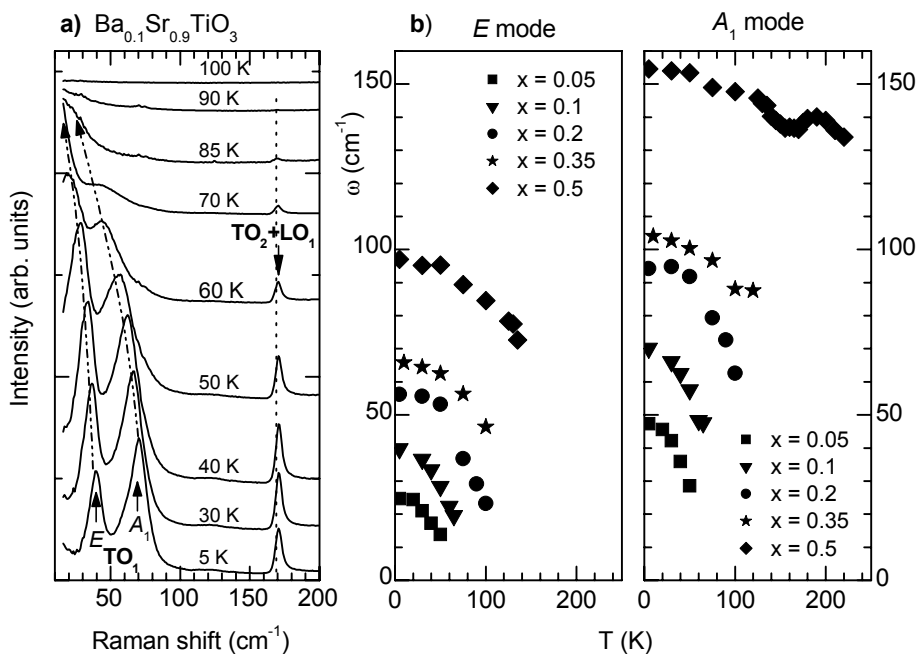 a) Ba0.1Sr0.9TiO3
100 K
90 K
85 K
70 K
TO2+LO1
60 K
50 K
40 K
30 K
E
A1
TO1
5 K
50
100
150
200
Raman shift (cm−1)
Intensity (arb. units)
b)
E mode
A1 mode
150
100
50
0
ω (cm−1)
x = 0.05
x = 0.1
x = 0.2
x = 0.35
x = 0.5
0
100
200
150
100
50
0
x = 0.05
x = 0.1
x = 0.2
x = 0.35
x = 0.5
0
100
200
T (K)